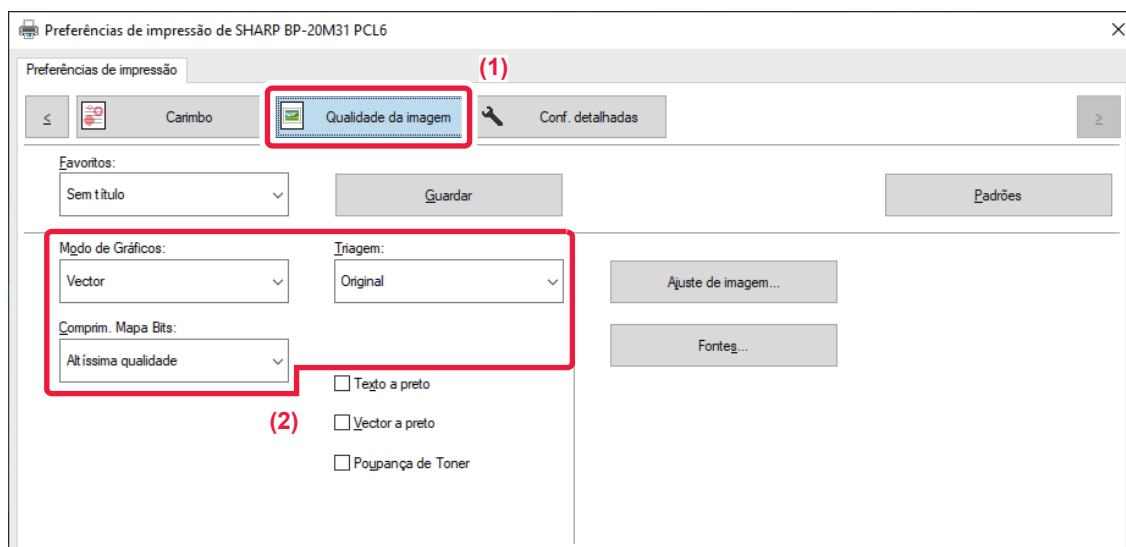 Preferências de impressão de SHARP BP-20M31 PCL6
Preferências de impressão
(1)
< Carimbo Qualidade da imagem Conf. detalhadas >
Favoritos:
Sem título Guardar Padrões
Modo de Gráficos: Triagem:
Vector Original Ajuste de imagem...
Comprim. Mapa Bits:
Altíssima qualidade Fontes...
Texto a preto
(2) Vector a preto
Poupança de Toner